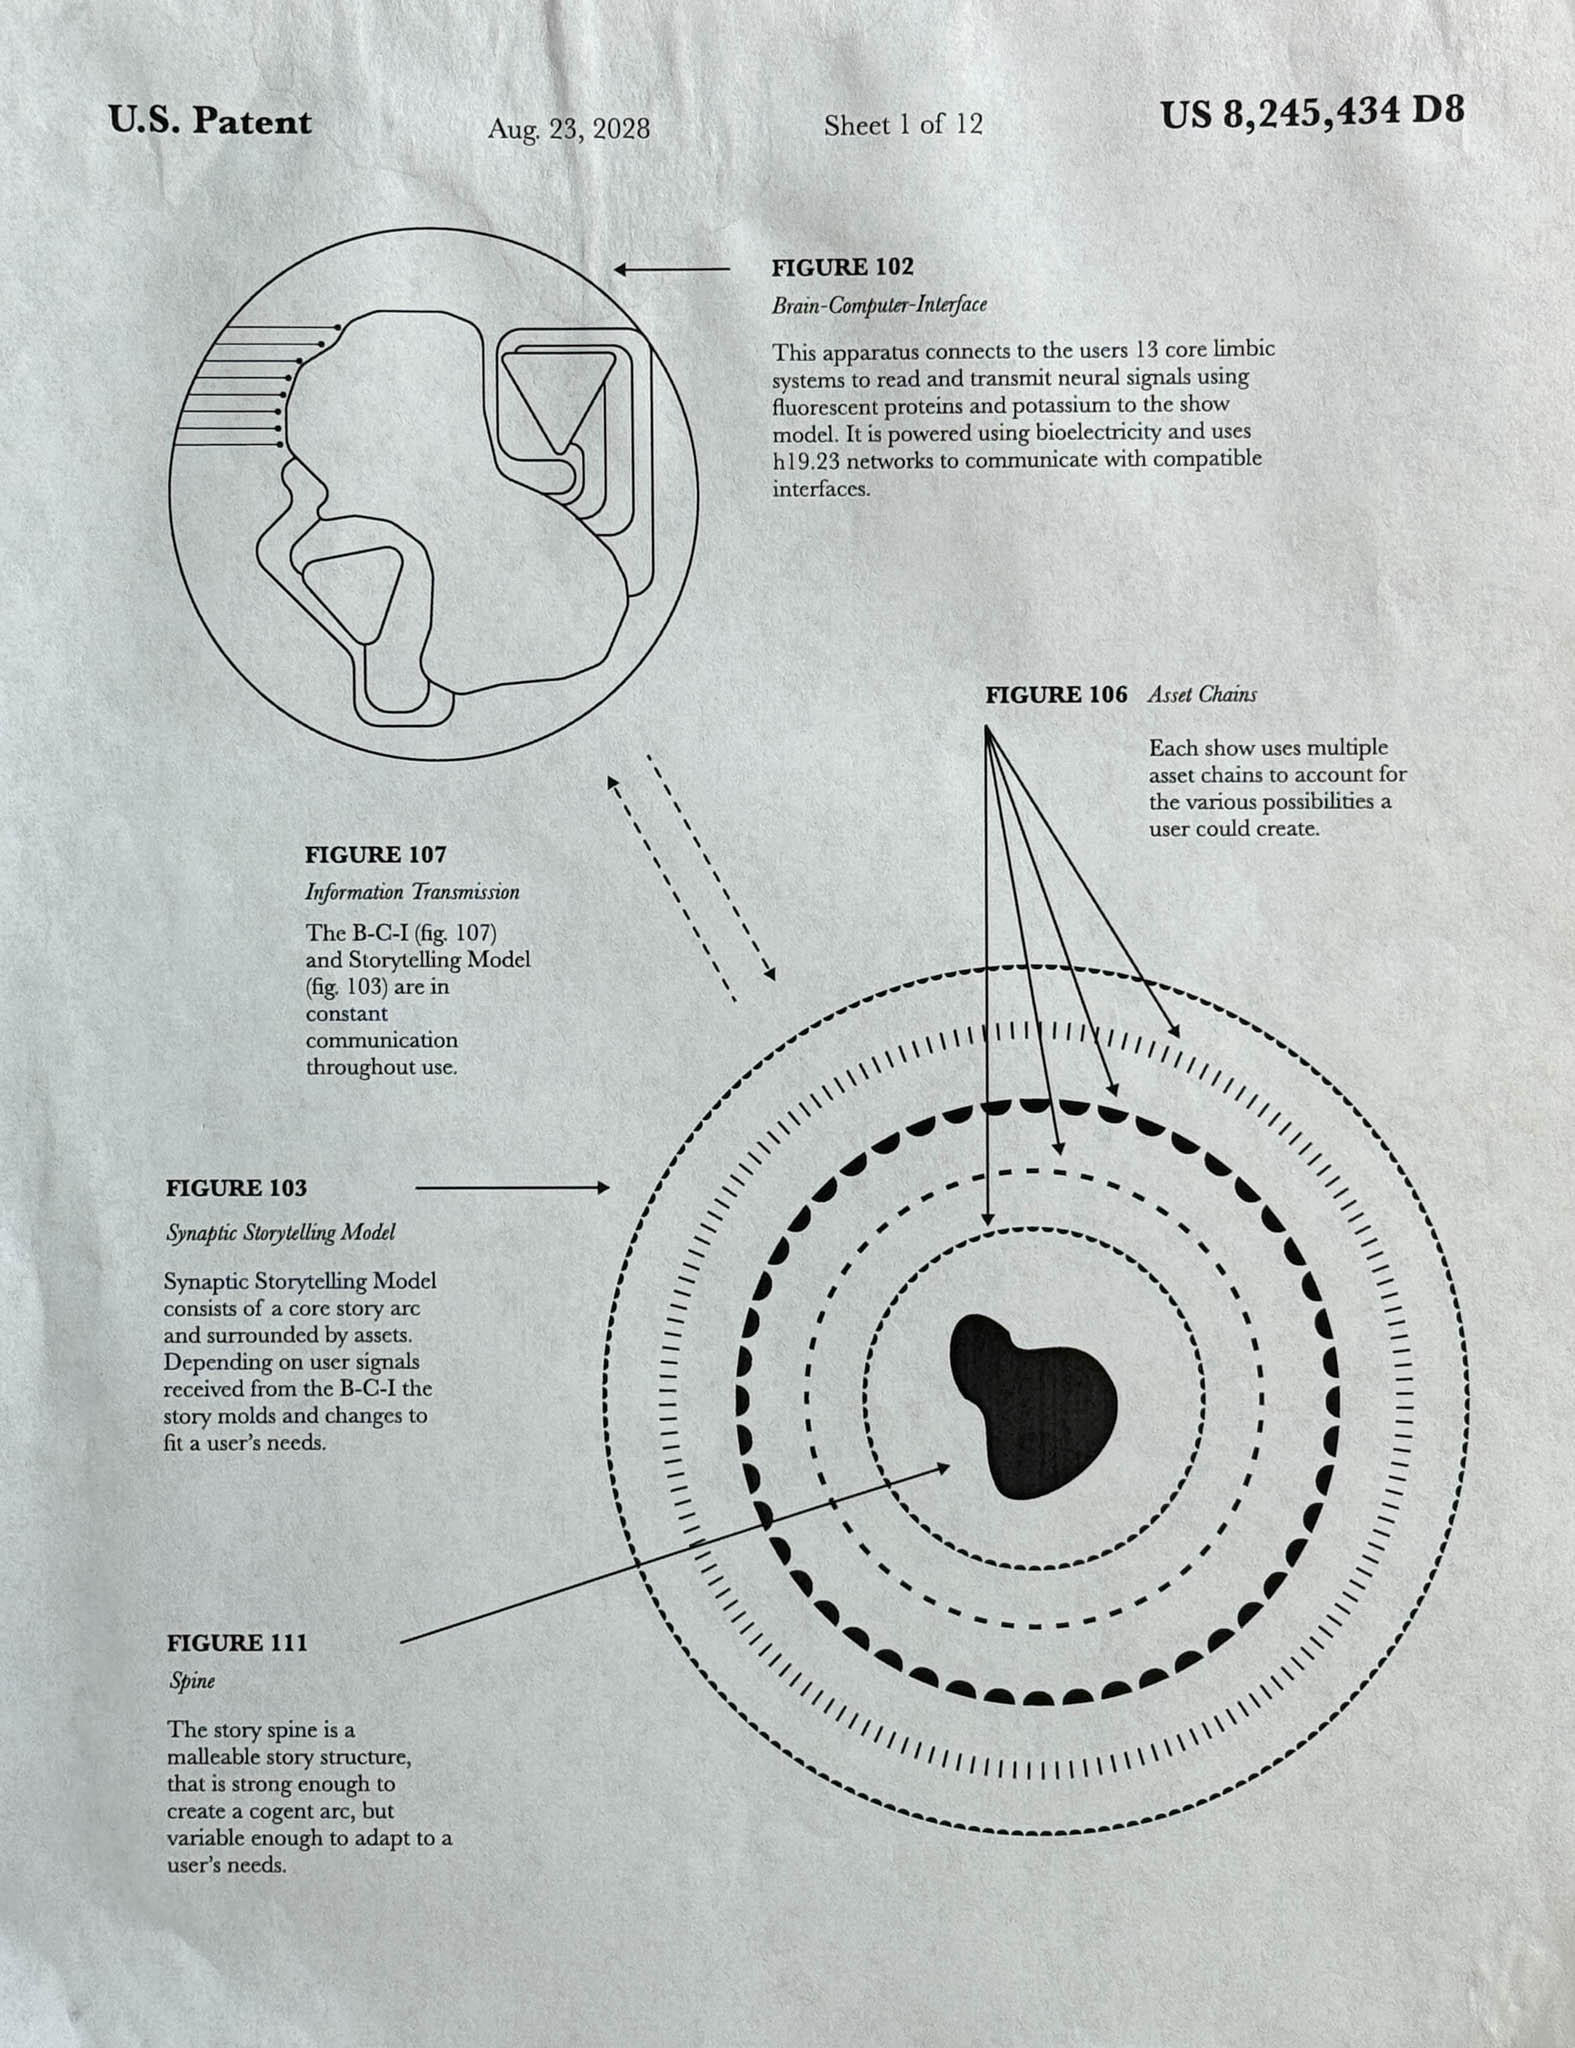 U.S. Patent
Aug. 23, 2028
Sheet 1 of 12
US 8,245,434 D8
FIGURE 102
Brain-Computer-Interface
This apparatus connects to the users 13 core limbic
systems to read and transmit neural signals using
fluorescent proteins and potassium to the show
model. It is powered using bioelectricity and uses
h19.23 networks to communicate with compatible
interfaces.
FIGURE 106 Asset Chains
Each show uses multiple
asset chains to account for
the various possibilities a
user could create.
FIGURE 107
Information Transmission
The B-C-I (fig. 107)
and Storytelling Model
(fig. 103) are in
constant
communication
throughout use.
FIGURE 103
Synaptic Storytelling Model
Synaptic Storytelling Model
consists of a core story arc
and surrounded by assets.
Depending on user signals
received from the B-C-I the
story molds and changes to
fit a user's needs.
FIGURE 111
Spine
The story spine is a
malleable story structure,
that is strong enough to
create a cogent arc, but
variable enough to adapt to a
user's needs.